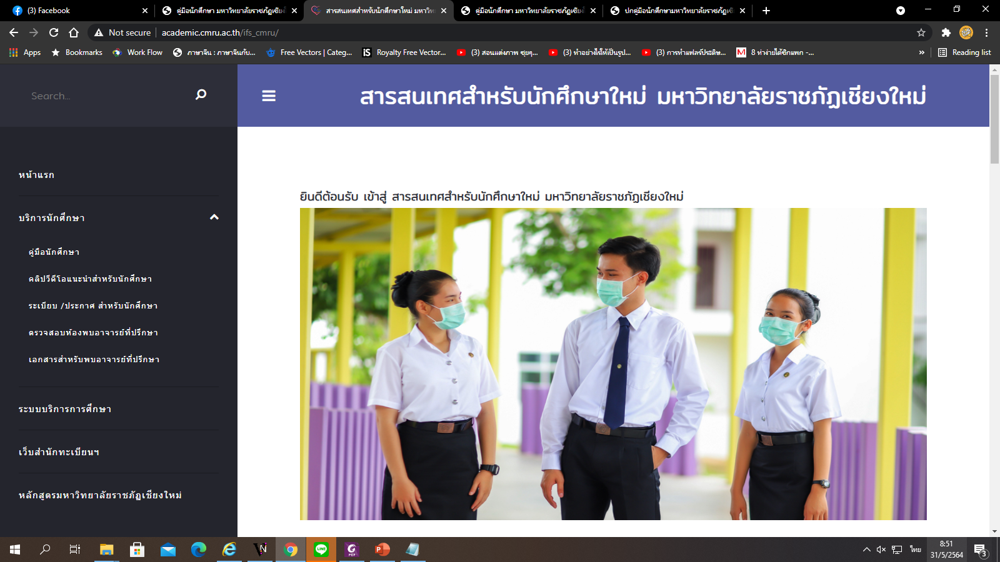 (3) Facebook
คู่มือนักศึกษา มหาวิทยาลัยราชภัฏเชียงใ
สารสนเทศสำหรับนักศึกษาใหม่ มหาวิท
คู่มือนักศึกษา มหาวิทยาลัยราชภัฏเชียงใ
ปกคู่มือนักศึกษามหาวิทยาลัยราชภัฏเชี
Not secure
academic.cmru.ac.th/ifs_cmru/
Apps
Bookmarks
Work Flow
ภาษาจีน : ภาษาจีนกับ...
Free Vectors | Categ...
iS
Royalty Free Vector...
(3) สอนแต่งภาพ ซุยๆ...
(3) ทำอย่างไรให้เป็นรูป...
(3) การทำแฟลร์ประดิษ...
M
8 ท่าง่ายได้ซิกแพค -...
»
Reading list
Search...
สารสนเทศสำหรับนักศึกษาใหม่ มหาวิทยาลัยราชภัฏเชียงใหม่
หน้าแรก
บริการนักศึกษา
คู่มือนักศึกษา
คลิปวีดีโอแนะนำสำหรับนักศึกษา
ระเบียบ /ประกาศ สำหรับนักศึกษา
ตรวจสอบห้องพบอาจารย์ที่ปรึกษา
เอกสารสำหรับพบอาจารย์ที่ปรึกษา
ระบบบริการการศึกษา
เว็บสำนักทะเบียนฯ
หลักสูตรมหาวิทยาลัยราชภัฏเชียงใหม่
ยินดีต้อนรับ เข้าสู่ สารสนเทศสำหรับนักศึกษาใหม่ มหาวิทยาลัยราชภัฏเชียงใหม่
LINE
PDF
ไทย
8:51
31/5/2564
3